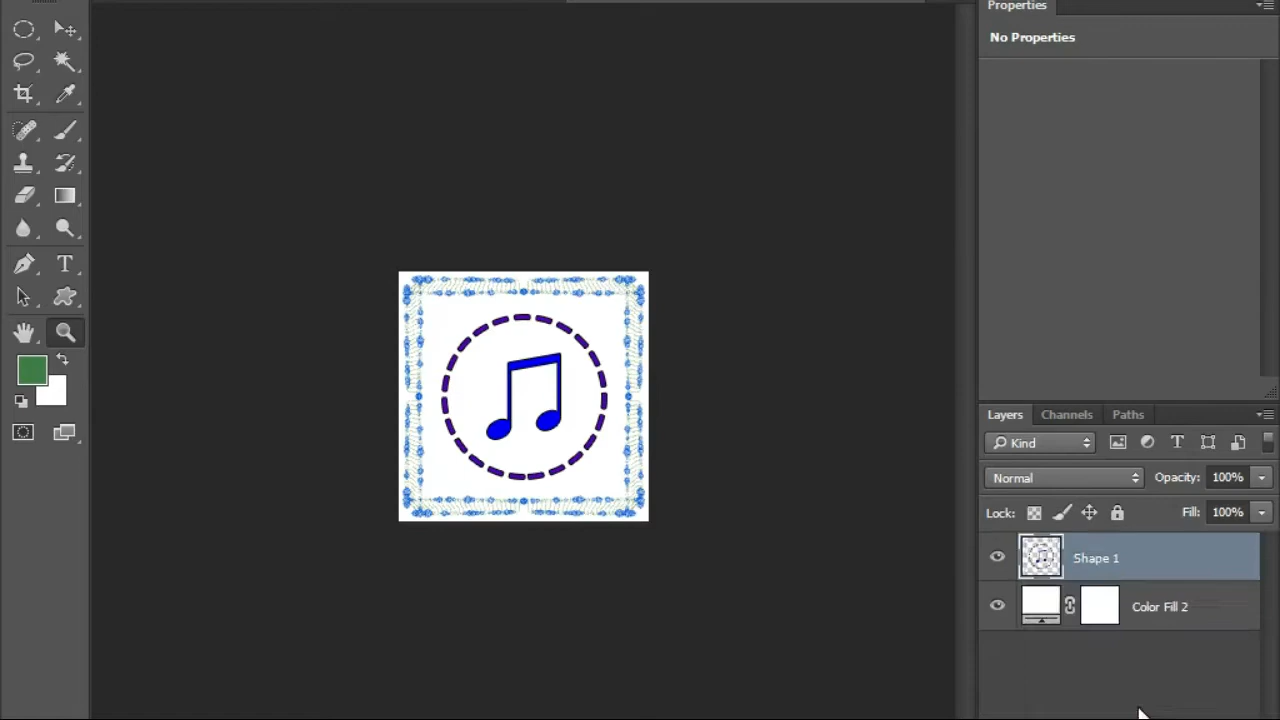 Properties
No Properties
Layers Channels Paths
Kind
Normal Opacity: 100%
Lock: Fill: 100%
Shape 1
Color Fill 2